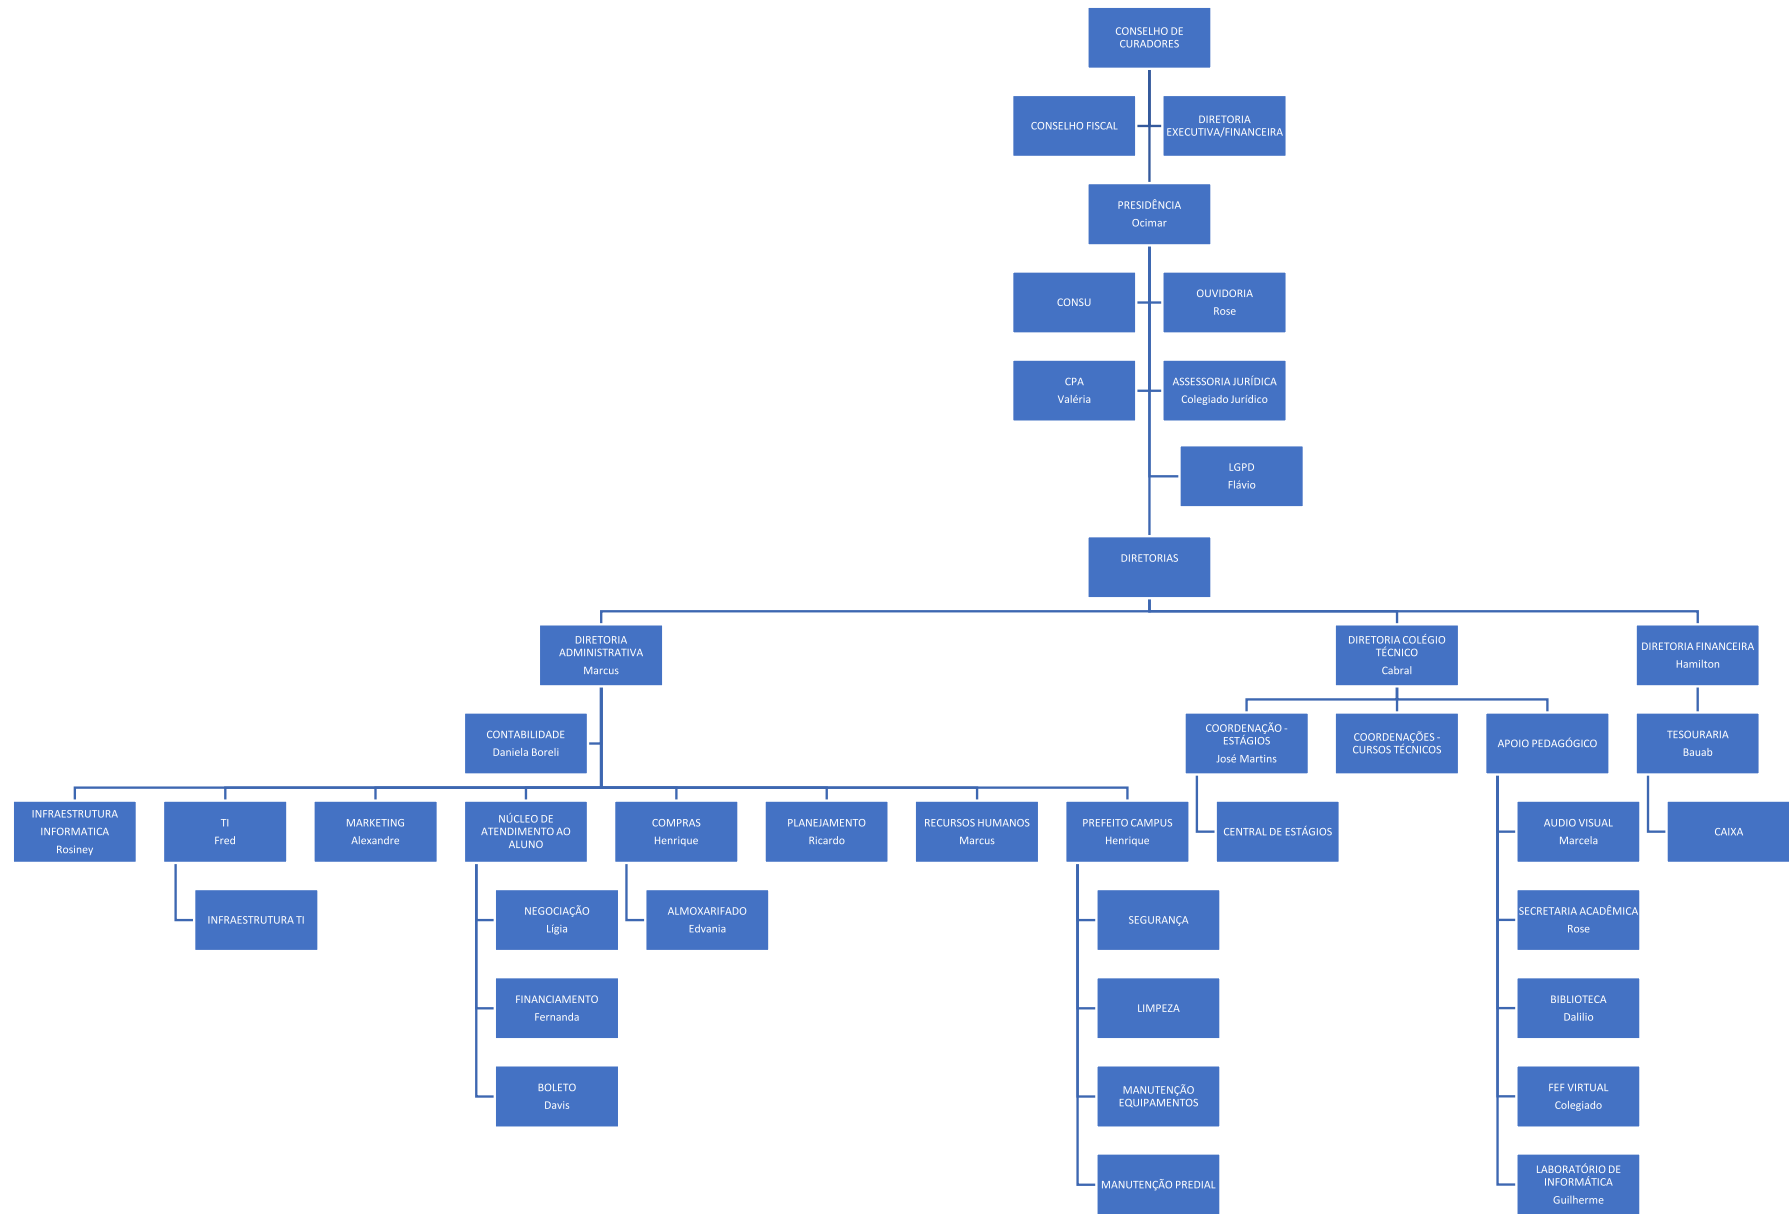 CONSELHO DE
CURADORES
CONSELHO FISCAL
DIRETORIA
EXECUTIVA/FINANCEIRA
PRESIDÊNCIA
Ocimar
CONSU
OUVIDORIA
Rose
CPA
Valéria
ASSESSORIA JURÍDICA
Colegiado Jurídico
LGPD
Flávio
DIRETORIAS
DIRETORIA
ADMINISTRATIVA
Marcus
DIRETORIA COLÉGIO
TÉCNICO
Cabral
DIRETORIA FINANCEIRA
Hamilton
CONTABILIDADE
Daniela Boreli
COORDENAÇÃO -
ESTÁGIOS
José Martins
COORDENAÇÕES -
CURSOS TÉCNICOS
APOIO PEDAGÓGICO
TESOURARIA
Bauab
INFRAESTRUTURA
INFORMATICA
Rosiney
TI
Fred
MARKETING
Alexandre
NÚCLEO DE
ATENDIMENTO AO
ALUNO
COMPRAS
Henrique
PLANEJAMENTO
Ricardo
RECURSOS HUMANOS
Marcus
PREFEITO CAMPUS
Henrique
CENTRAL DE ESTÁGIOS
AUDIO VISUAL
Marcela
CAIXA
INFRAESTRUTURA TI
NEGOCIAÇÃO
Lígia
ALMOXARIFADO
Edvania
SEGURANÇA
SECRETARIA ACADÊMICA
Rose
FINANCIAMENTO
Fernanda
LIMPEZA
BIBLIOTECA
Dalilio
BOLETO
Davis
MANUTENÇÃO
EQUIPAMENTOS
FEF VIRTUAL
Colegiado
MANUTENÇÃO PREDIAL
LABORATÓRIO DE
INFORMÁTICA
Guilherme